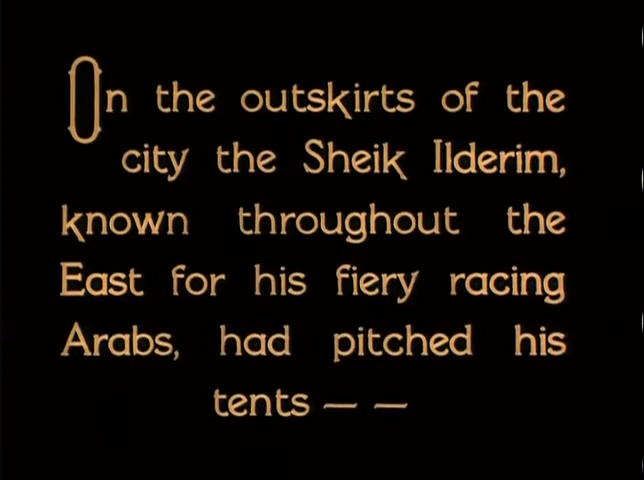 On the outskirts of the
city the Sheik Ilderim,
known throughout the
East for his fiery racing
Arabs, had pitched his
tents — —